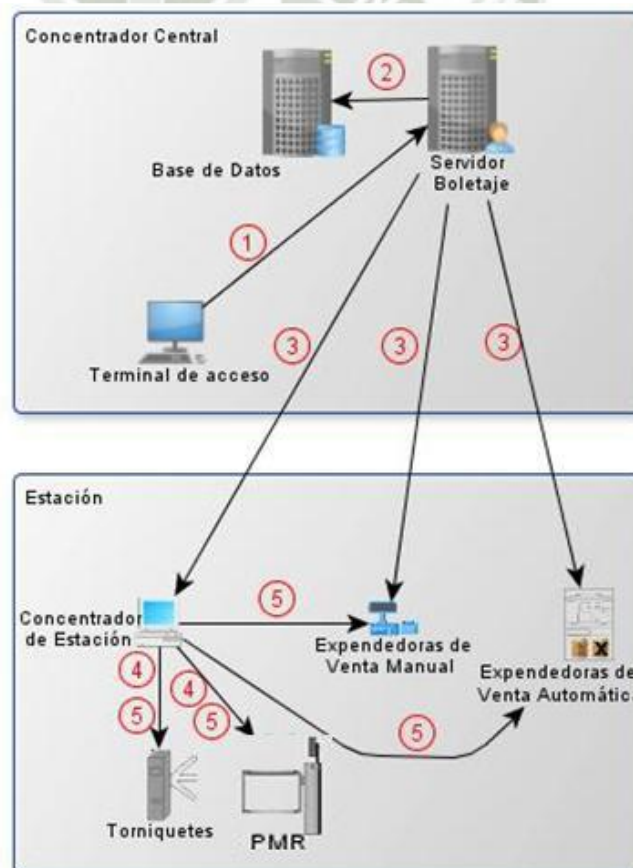 Concentrador Central
2
Base de Datos
Servidor
Boletaje
1
Terminal de acceso
3
3
3
Estación
Concentrador
de Estación
5
Expendedoras de
Venta Manual
Expendedoras de
Venta Automática
4
4
5
5
5
Torniquetes
PMR